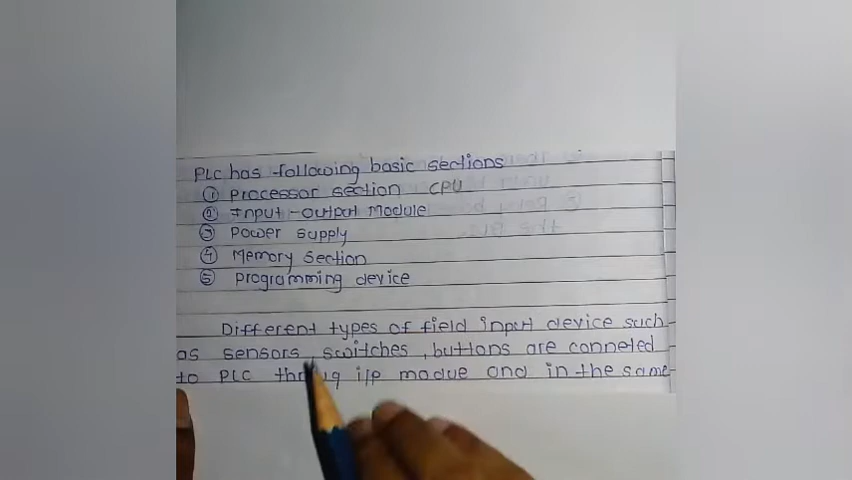 PLC has following basic sections
① Processor section CPU
② Input-output Module
③ Power supply
④ Memory Section
⑤ Programming device
Different types of field input device such
as sensors, switches, buttons are conneted
to PLC i/p modue and in the same